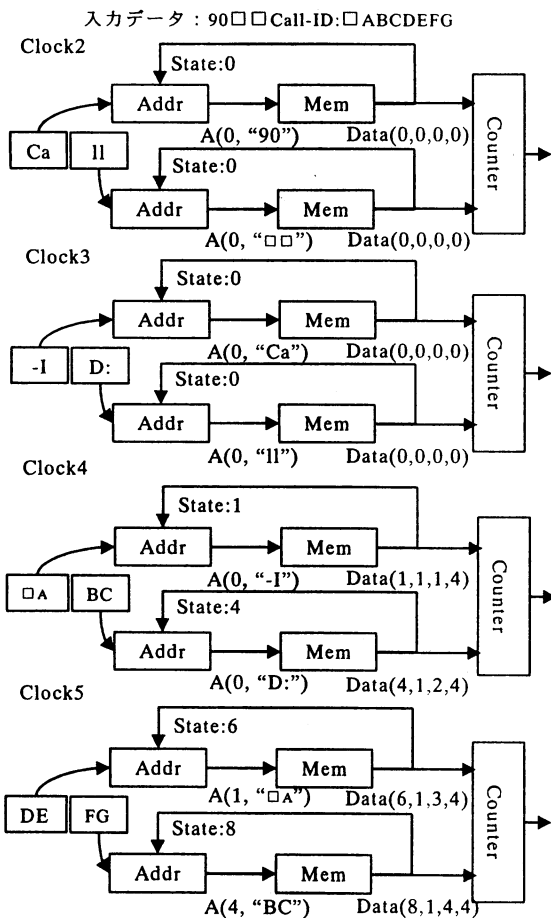 入力データ：90□□Call-ID:□ABCDEFG
Clock2
State:0
Addr
Mem
A(0, “90”)
Data(0,0,0,0)
Ca
ll
State:0
Addr
Mem
A(0, “□□”)
Data(0,0,0,0)
Counter
Clock3
State:0
Addr
Mem
A(0, “Ca”)
Data(0,0,0,0)
-I
D:
State:0
Addr
Mem
A(0, “ll”)
Data(0,0,0,0)
Counter
Clock4
State:1
Addr
Mem
A(0, “-I”)
Data(1,1,1,4)
□A
BC
State:4
Addr
Mem
A(0, “D:”)
Data(4,1,2,4)
Counter
Clock5
State:6
Addr
Mem
A(1, “□A”)
Data(6,1,3,4)
DE
FG
State:8
Addr
Mem
A(4, “BC”)
Data(8,1,4,4)
Counter